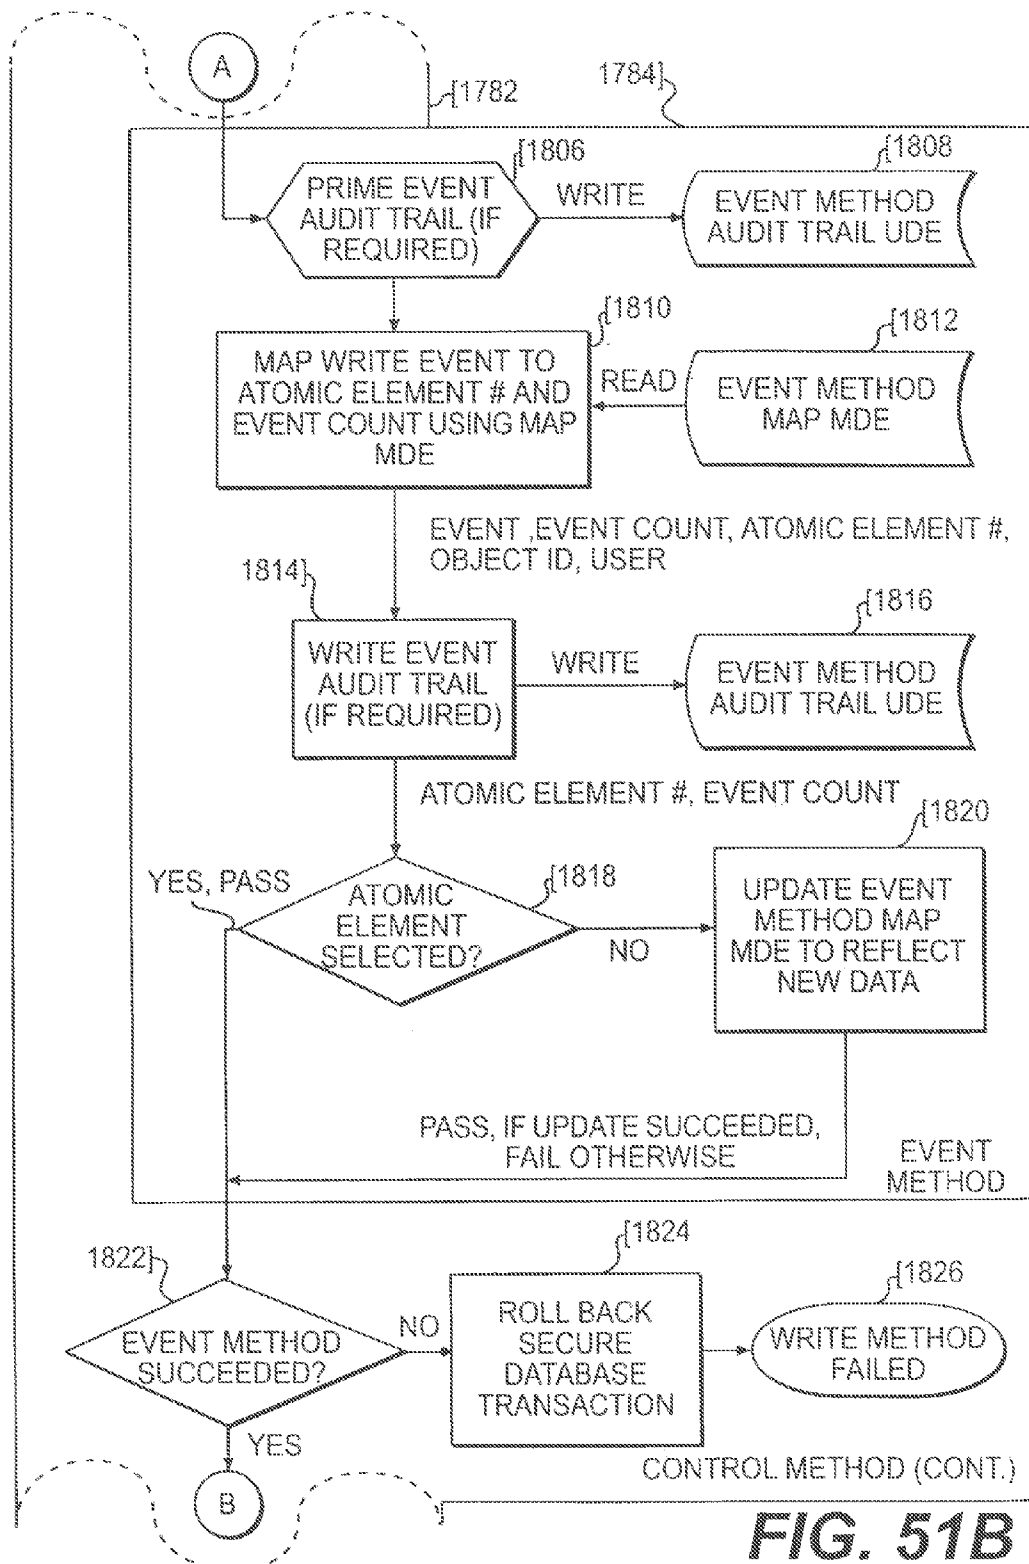 A
[1782
1784]
[1806
[1808
PRIME EVENT
AUDIT TRAIL (IF
REQUIRED)
WRITE
EVENT METHOD
AUDIT TRAIL UDE
[1810
[1812
MAP WRITE EVENT TO
ATOMIC ELEMENT # AND
EVENT COUNT USING MAP
MDE
READ
EVENT METHOD
MAP MDE
EVENT ,EVENT COUNT, ATOMIC ELEMENT #,
OBJECT ID, USER
1814]
[1816
WRITE EVENT
AUDIT TRAIL
(IF REQUIRED)
WRITE
EVENT METHOD
AUDIT TRAIL UDE
ATOMIC ELEMENT #, EVENT COUNT
[1820
YES, PASS
[1818
ATOMIC
ELEMENT
SELECTED?
NO
UPDATE EVENT
METHOD MAP
MDE TO REFLECT
NEW DATA
PASS, IF UPDATE SUCCEEDED,
FAIL OTHERWISE
EVENT
METHOD
1822]
[1824
[1826
EVENT METHOD
SUCCEEDED?
NO
ROLL BACK
SECURE
DATABASE
TRANSACTION
WRITE METHOD
FAILED
YES
B
CONTROL METHOD (CONT.)
FIG. 51B